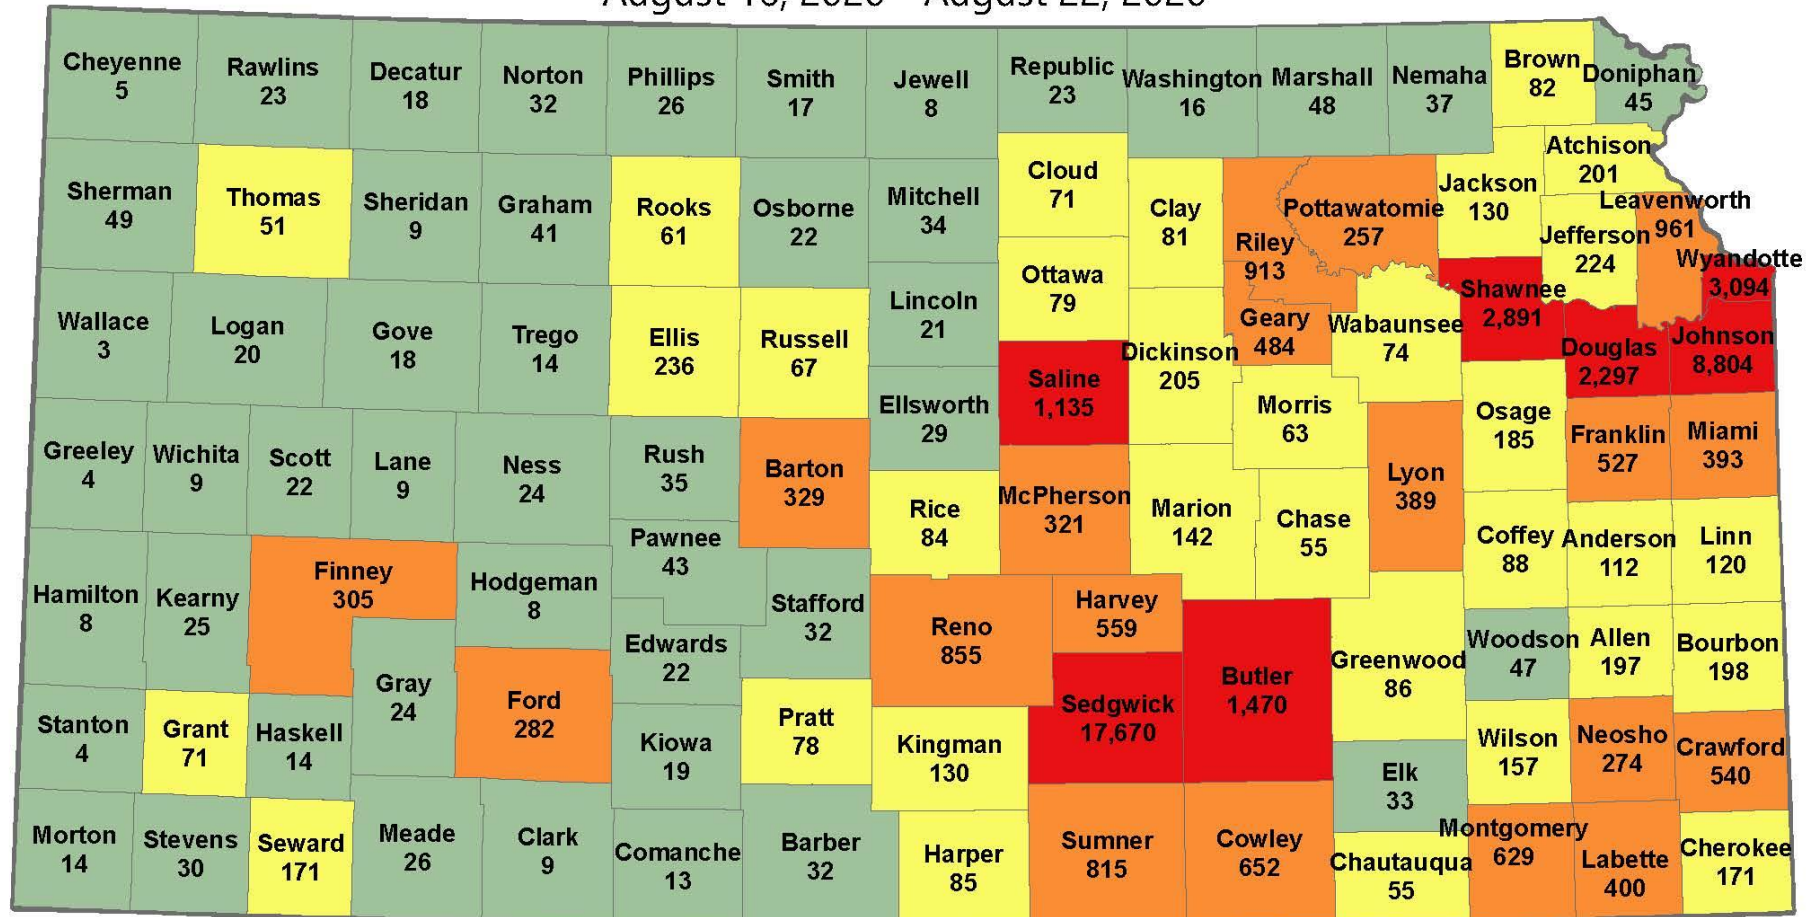 August 16, 2020 - August 22, 2020
Cheyenne
5
Rawlins
23
Decatur
18
Norton
32
Phillips
26
Smith
17
Jewell
8
Republic
23
Washington
16
Marshall
48
Nemaha
37
Brown
82
Doniphan
45
Sherman
49
Thomas
51
Sheridan
9
Graham
41
Rooks
61
Osborne
22
Mitchell
34
Cloud
71
Clay
81
Riley
913
Pottawatomie
257
Jackson
130
Atchison
201
Leavenworth
961
Jefferson
224
Wyandotte
3,094
Wallace
3
Logan
20
Gove
18
Trego
14
Ellis
236
Russell
67
Lincoln
21
Ottawa
79
Saline
1,135
Dickinson
205
Geary
484
Wabaunsee
74
Shawnee
2,891
Douglas
2,297
Johnson
8,804
Greeley
4
Wichita
9
Scott
22
Lane
9
Ness
24
Rush
35
Barton
329
Ellsworth
29
Rice
84
McPherson
321
Marion
142
Morris
63
Chase
55
Lyon
389
Osage
185
Franklin
527
Miami
393
Coffey
88
Anderson
112
Linn
120
Hamilton
8
Kearny
25
Finney
305
Hodgeman
8
Pawnee
43
Stafford
32
Edwards
22
Reno
855
Harvey
559
Sedgwick
17,670
Butler
1,470
Greenwood
86
Woodson
47
Allen
197
Bourbon
198
Stanton
4
Grant
71
Haskell
14
Gray
24
Ford
282
Kiowa
19
Pratt
78
Kingman
130
Elk
33
Wilson
157
Neosho
274
Crawford
540
Morton
14
Stevens
30
Seward
171
Meade
26
Clark
9
Comanche
13
Barber
32
Harper
85
Sumner
815
Cowley
652
Chautauqua
55
Montgomery
629
Labette
400
Cherokee
171